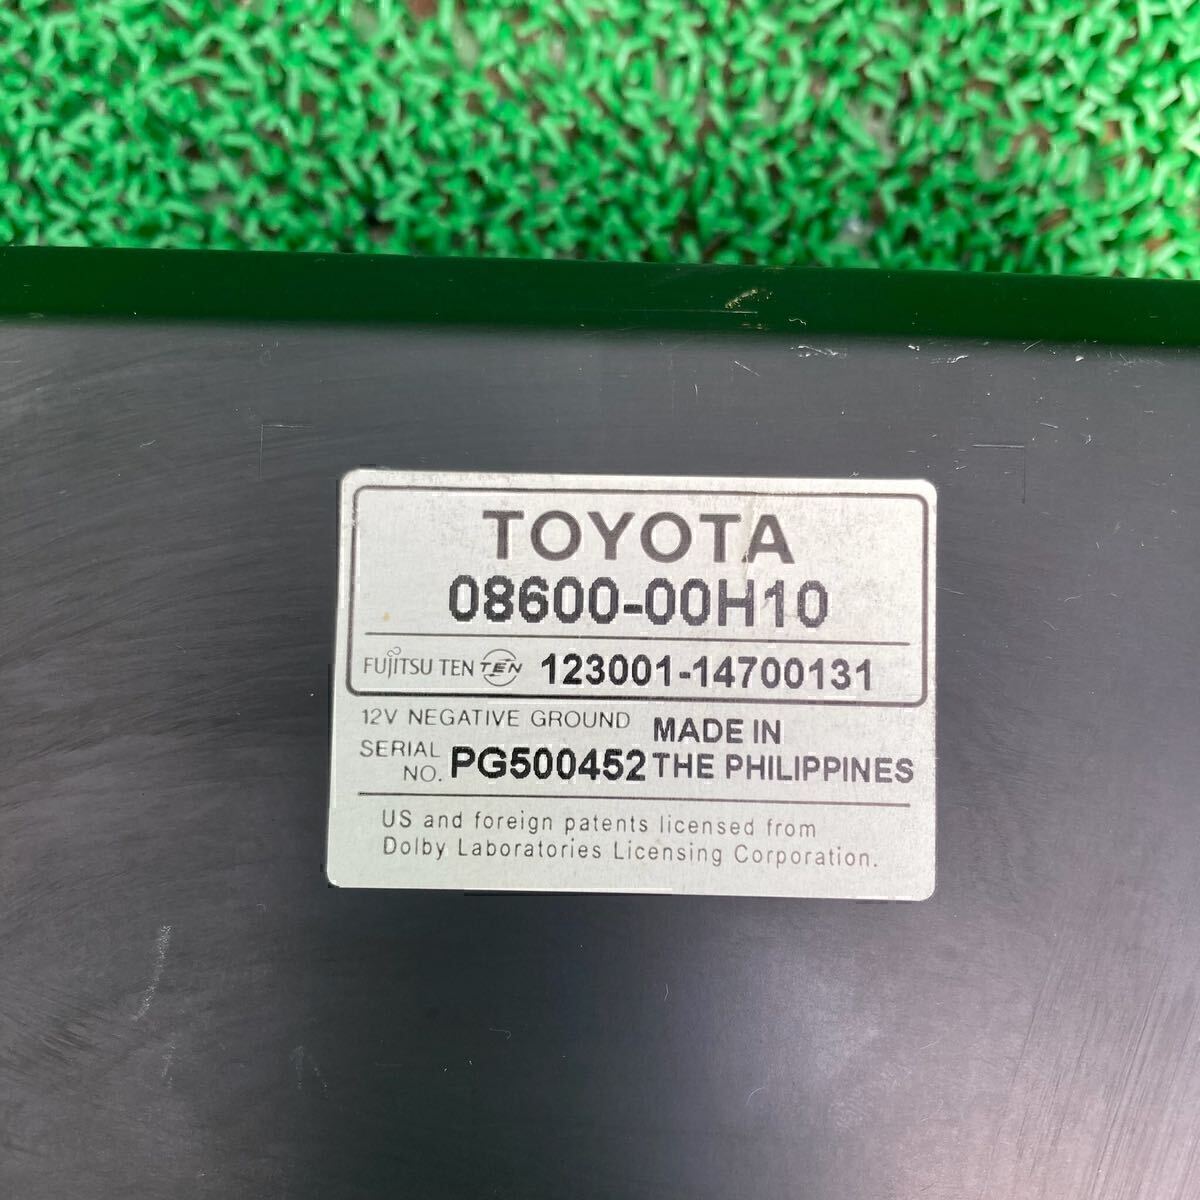 TOYOTA
08600-00H10
FUJITSU TEN TEN 123001-14700131
12V NEGATIVE GROUND MADE IN
SERIAL NO. PG500452 THE PHILIPPINES
US and foreign patents licensed from
Dolby Laboratories Licensing Corporation.